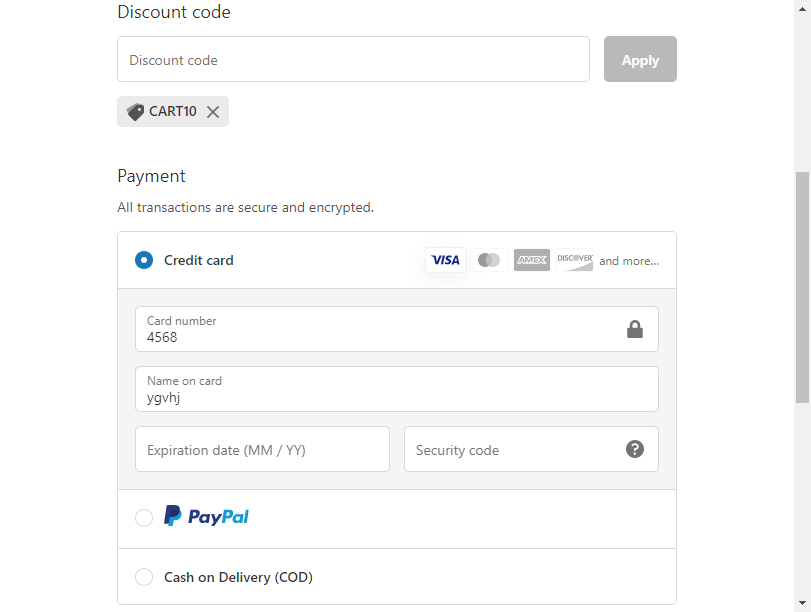 Discount code
Discount code
Apply
CART10
Payment
All transactions are secure and encrypted.
Credit card
VISA
AMEX
DISCOVER
and more...
Card number
4568
Name on card
ygvhj
Expiration date (MM / YY)
Security code
?
PayPal
Cash on Delivery (COD)